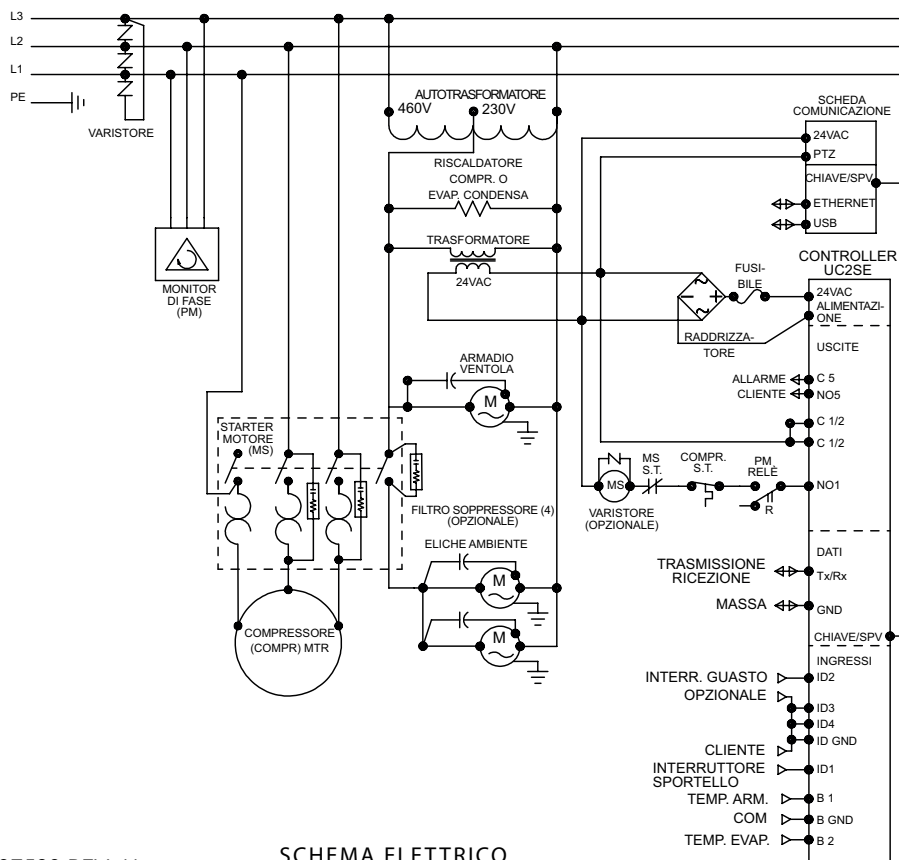 L3
L2
L1
PE
VARISTORE
MONITOR
DI FASE
(PM)
AUTOTRASFORMATORE
460V
230V
RISCALDATORE
COMPR. O
EVAP. CONDENSA
TRASFORMATORE
24VAC
ARMADIO
VENTOLA
M
STARTER
MOTORE
(MS)
FILTRO SOPPRESSORE (4)
(OPZIONALE)
ELICHE AMBIENTE
M
M
COMPRESSORE
(COMPR) MTR
RADDRIZZA-
TORE
FUSI-
BILE
SCHEDA
COMUNICAZIONE
24VAC
PTZ
CHIAVE/SPV
ETHERNET
USB
CONTROLLER
UC2SE
24VAC
ALIMENTAZI-
ONE
USCITE
ALLARME
CLIENTE
C 5
NO5
C 1/2
C 1/2
MS
S.T.
COMPR.
S.T.
PM
RELÈ
MS
R
NO1
VARISTORE
(OPZIONALE)
DATI
TRASMISSIONE
RICEZIONE
Tx/Rx
MASSA
GND
CHIAVE/SPV
INGRESSI
INTERR. GUASTO
ID2
OPZIONALE
ID3
ID4
ID GND
CLIENTE
INTERRUTTORE
SPORTELLO
ID1
TEMP. ARM.
B 1
COM
B GND
TEMP. EVAP.
B 2
SCHEMA ELETTRICO